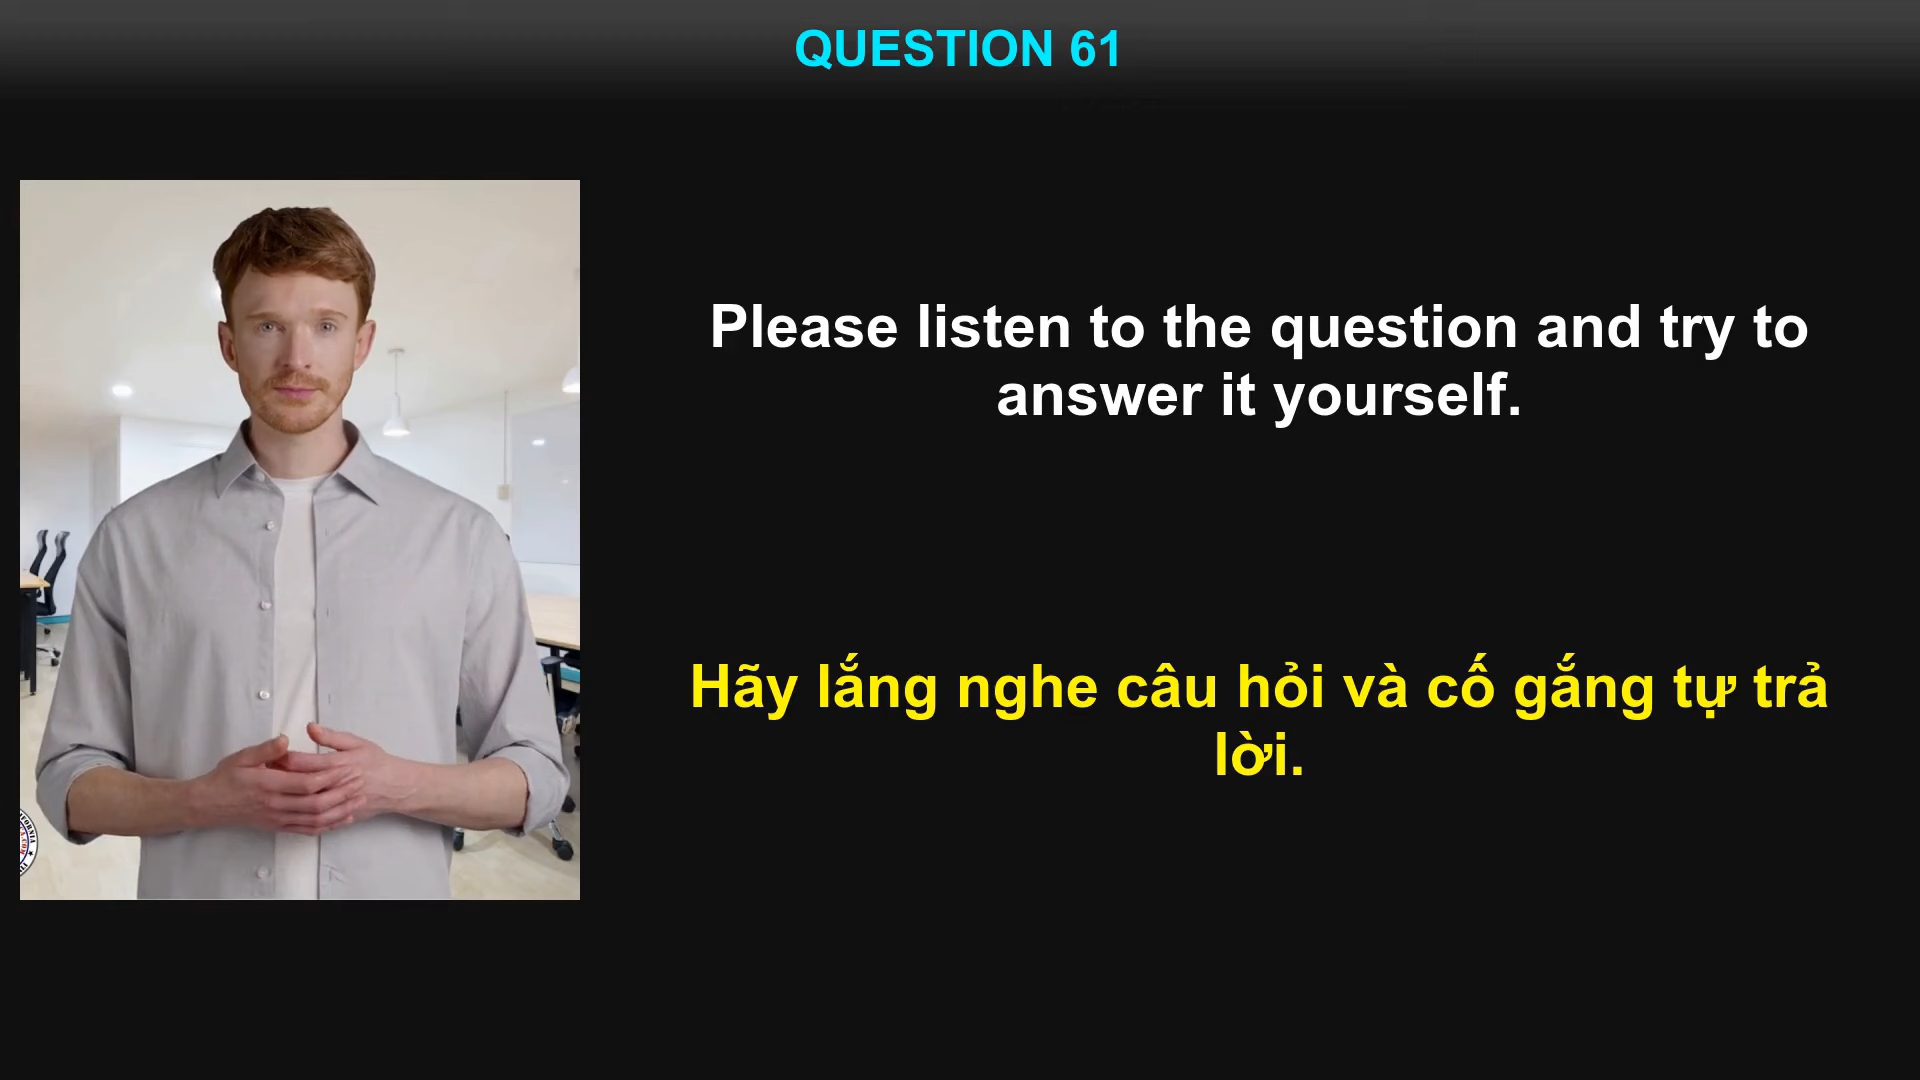 QUESTION 61
Please listen to the question and try to
answer it yourself.
Hãy lắng nghe câu hỏi và cố gắng tự trả
lời.